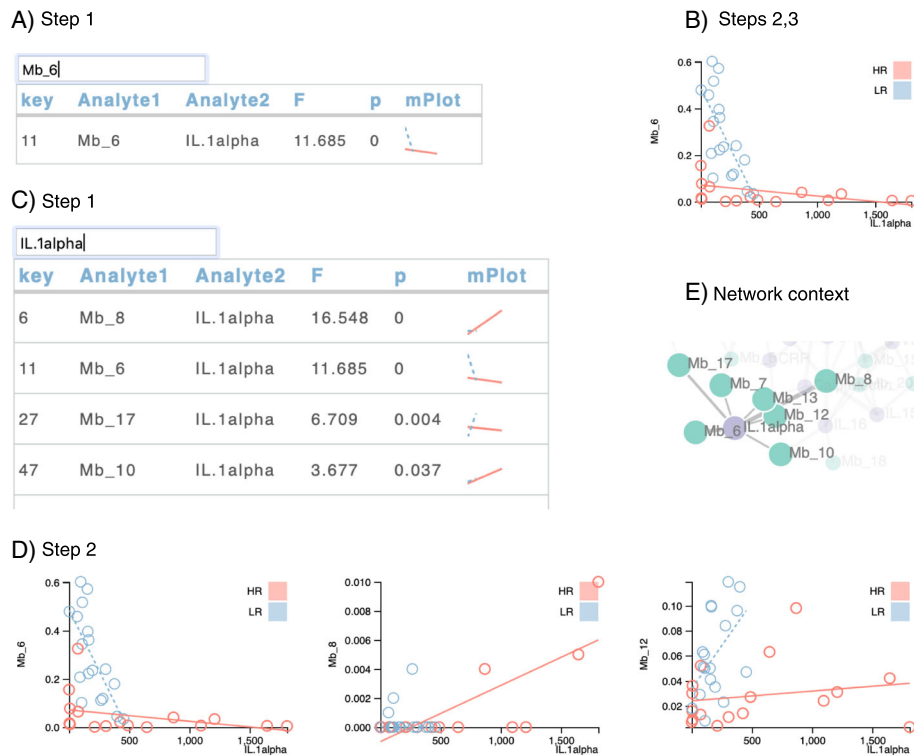 A) Step 1
Mb_6
key Analyte1 Analyte2 F p mPlot
11 Mb_6 IL.1alpha 11.685 0
B) Steps 2,3
0.6
0.4
0.2
0.0
Mb_6
HR
LR
500 1,000 1,500
IL.1alpha
C) Step 1
IL.1alpha
key Analyte1 Analyte2 F p mPlot
6 Mb_8 IL.1alpha 16.548 0
11 Mb_6 IL.1alpha 11.685 0
27 Mb_17 IL.1alpha 6.709 0.004
47 Mb_10 IL.1alpha 3.677 0.037
E) Network context
Mb_17
Mb_7
Mb_8
Mb_13
Mb_12
Mb_6 IL.1alpha
Mb_10
IL.16
Mb_18
D) Step 2
0.6
0.4
0.2
0.0
Mb_6
HR
LR
500 1,000 1,500
IL.1alpha
0.010
0.008
0.006
0.004
0.002
0.000
Mb_8
HR
LR
500 1,000 1,500
IL.1alpha
0.10
0.08
0.06
0.04
0.02
Mb_12
HR
LR
500 1,000 1,500
IL.1alpha